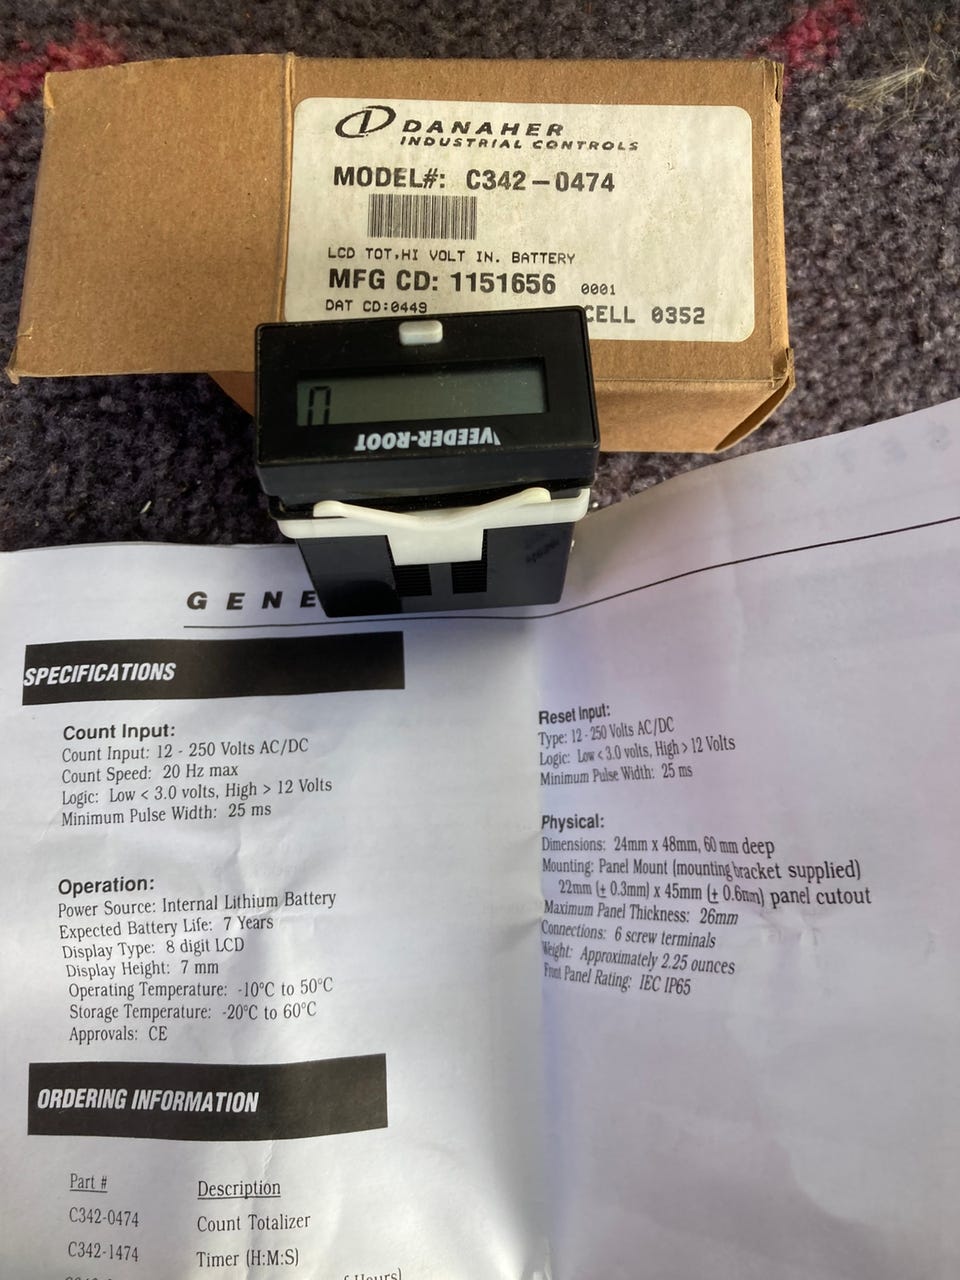 DANAHER
INDUSTRIAL CONTROLS
MODEL#: C342-0474
LCD TOT,HI VOLT IN. BATTERY
MFG CD: 1151656 0001
DAT CD:0449 CELL 0352
0
VEEDER-ROOT
GENE
SPECIFICATIONS
Count Input:
Count Input: 12 - 250 Volts AC/DC
Count Speed: 20 Hz max
Logic: Low < 3.0 volts, High > 12 Volts
Minimum Pulse Width: 25 ms
Operation:
Power Source: Internal Lithium Battery
Expected Battery Life: 7 Years
Display Type: 8 digit LCD
Display Height: 7 mm
Operating Temperature: -10°C to 50°C
Storage Temperature: -20°C to 60°C
Approvals: CE
Reset Input:
Type: 12 - 250 Volts AC/DC
Logic: Low < 3.0 volts, High > 12 Volts
Minimum Pulse Width: 25 ms
Physical:
Dimensions: 24mm x 48mm, 60 mm deep
Mounting: Panel Mount (mounting bracket supplied)
22mm (± 0.3mm) x 45mm (± 0.6mm) panel cutout
Maximum Panel Thickness: 26mm
Connections: 6 screw terminals
Weight: Approximately 2.25 ounces
Front Panel Rating: IEC IP65
ORDERING INFORMATION
Part # Description
C342-0474 Count Totalizer
C342-1474 Timer (H:M:S)
Hours)